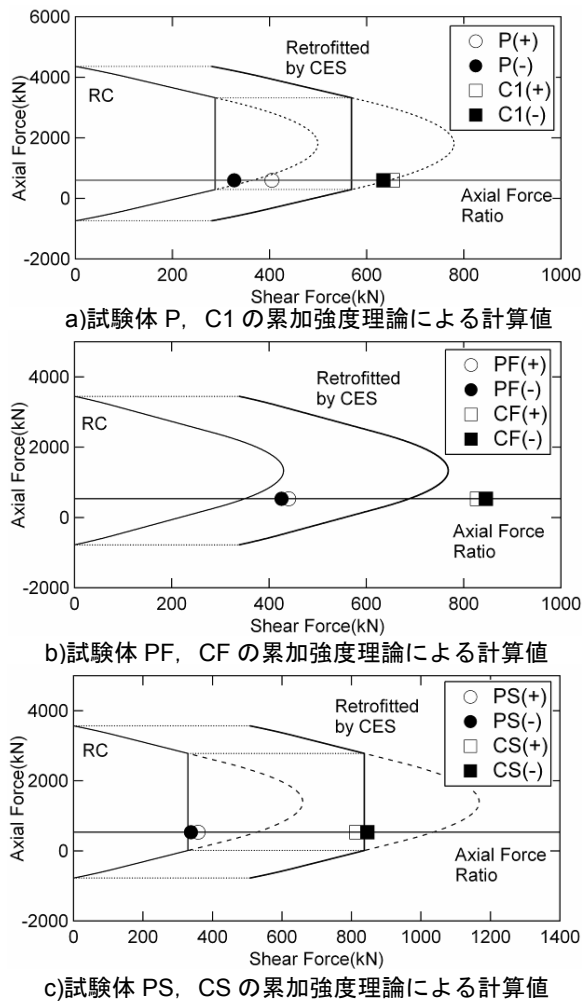 6000
4000
2000
0
-2000
Axial Force(kN)
RC
Retrofitted
by CES
P(+)
P(-)
C1(+)
C1(-)
Axial Force
Ratio
0 200 400 600 800 1000
Shear Force(kN)
a)試験体 P, C1 の累加強度理論による計算値
4000
2000
0
-2000
Axial Force(kN)
RC
Retrofitted
by CES
PF(+)
PF(-)
CF(+)
CF(-)
Axial Force
Ratio
0 200 400 600 800 1000
Shear Force(kN)
b)試験体 PF, CF の累加強度理論による計算値
4000
2000
0
-2000
Axial Force(kN)
RC
Retrofitted
by CES
PS(+)
PS(-)
CS(+)
CS(-)
Axial Force
Ratio
0 200 400 600 800 1000 1200 1400
Shear Force(kN)
c)試験体 PS, CS の累加強度理論による計算値